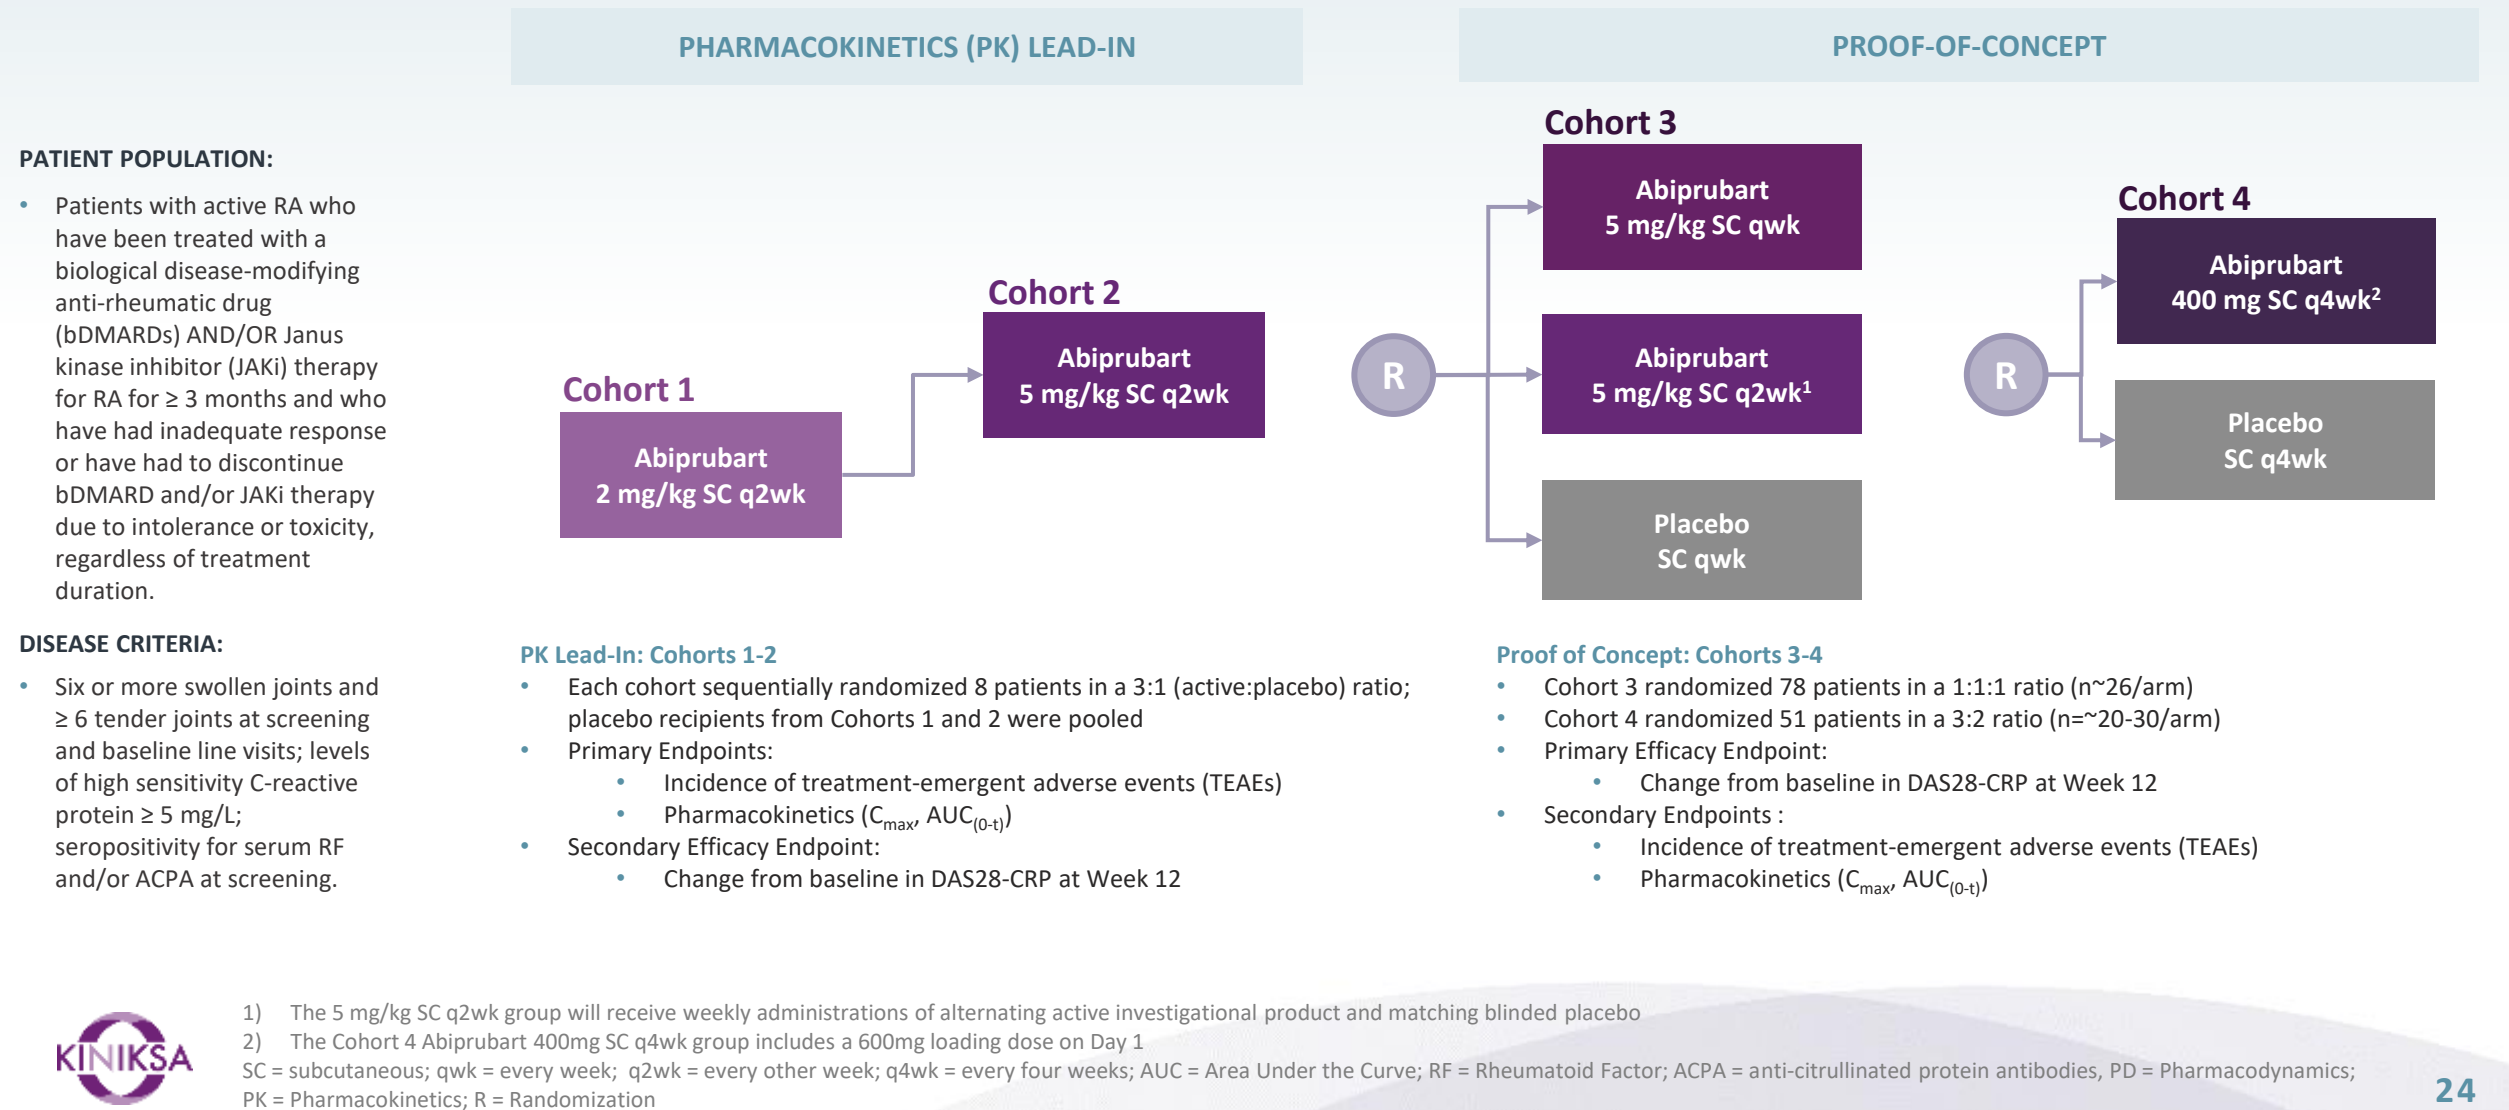 PHARMACOKINETICS (PK) LEAD-IN
PROOF-OF-CONCEPT
PATIENT POPULATION:
• Patients with active RA who
have been treated with a
biological disease-modifying
anti-rheumatic drug
(bDMARDs) AND/OR Janus
kinase inhibitor (JAKi) therapy
for RA for ≥ 3 months and who
have had inadequate response
or have had to discontinue
bDMARD and/or JAKi therapy
due to intolerance or toxicity,
regardless of treatment
duration.
DISEASE CRITERIA:
• Six or more swollen joints and
≥ 6 tender joints at screening
and baseline line visits; levels
of high sensitivity C-reactive
protein ≥ 5 mg/L;
seropositivity for serum RF
and/or ACPA at screening.
Cohort 1
Abiprubart
2 mg/kg SC q2wk
Cohort 2
Abiprubart
5 mg/kg SC q2wk
R
Cohort 3
Abiprubart
5 mg/kg SC qwk
Abiprubart
5 mg/kg SC q2wk¹
Placebo
SC qwk
R
Cohort 4
Abiprubart
400 mg SC q4wk²
Placebo
SC q4wk
PK Lead-In: Cohorts 1-2
• Each cohort sequentially randomized 8 patients in a 3:1 (active:placebo) ratio;
placebo recipients from Cohorts 1 and 2 were pooled
• Primary Endpoints:
• Incidence of treatment-emergent adverse events (TEAEs)
• Pharmacokinetics (Cmax, AUC(0-t))
• Secondary Efficacy Endpoint:
• Change from baseline in DAS28-CRP at Week 12
Proof of Concept: Cohorts 3-4
• Cohort 3 randomized 78 patients in a 1:1:1 ratio (n~26/arm)
• Cohort 4 randomized 51 patients in a 3:2 ratio (n=~20-30/arm)
• Primary Efficacy Endpoint:
• Change from baseline in DAS28-CRP at Week 12
• Secondary Endpoints :
• Incidence of treatment-emergent adverse events (TEAEs)
• Pharmacokinetics (Cmax, AUC(0-t))
KINIKSA
1) The 5 mg/kg SC q2wk group will receive weekly administrations of alternating active investigational product and matching blinded placebo
2) The Cohort 4 Abiprubart 400mg SC q4wk group includes a 600mg loading dose on Day 1
SC = subcutaneous; qwk = every week; q2wk = every other week; q4wk = every four weeks; AUC = Area Under the Curve; RF = Rheumatoid Factor; ACPA = anti-citrullinated protein antibodies, PD = Pharmacodynamics;
PK = Pharmacokinetics; R = Randomization
24